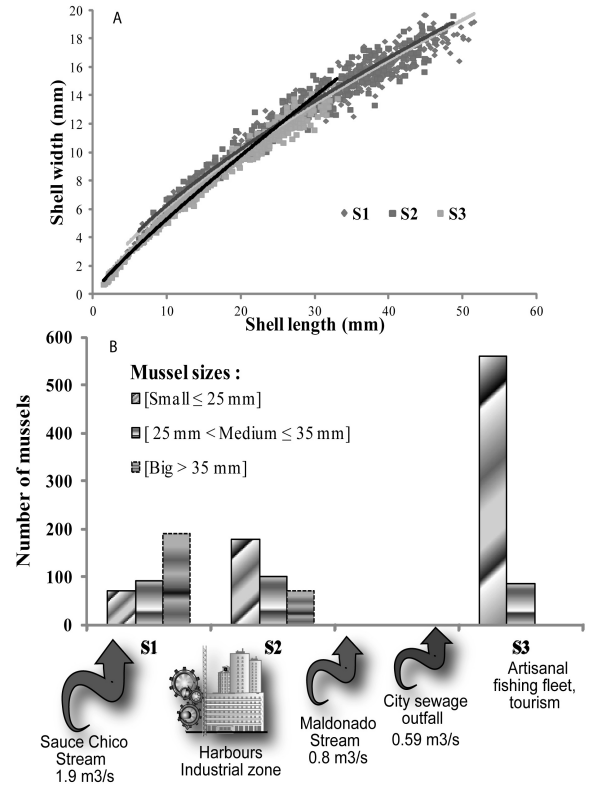 A
Shell width (mm)
20
18
16
14
12
10
8
6
4
2
0
S1 S2 S3
0 10 20 30 40 50 60
Shell length (mm)
B
Number of mussels
600
500
400
300
200
100
0
Mussel sizes :
[Small ≤ 25 mm]
[ 25 mm < Medium ≤ 35 mm]
[Big > 35 mm]
S1 S2 S3
Sauce Chico
Stream
1.9 m3/s
Harbours
Industrial zone
Maldonado
Stream
0.8 m3/s
City sewage
outfall
0.59 m3/s
Artisanal
fishing fleet,
tourism